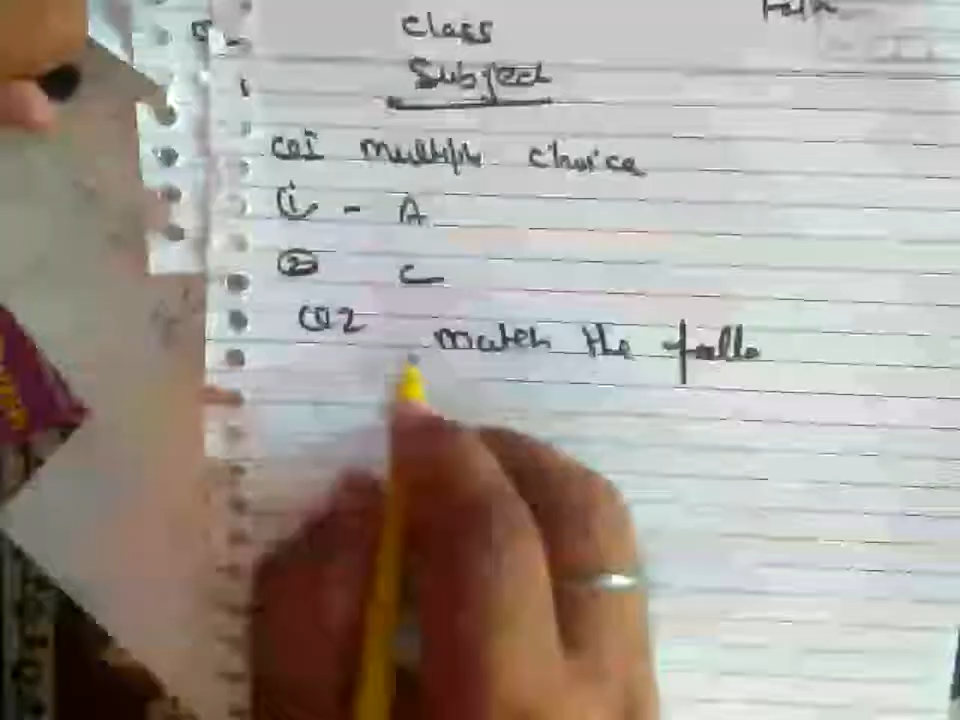 Class
Subject
Q1 Multiple choice
(i) - A
② C
Q2 match the follo